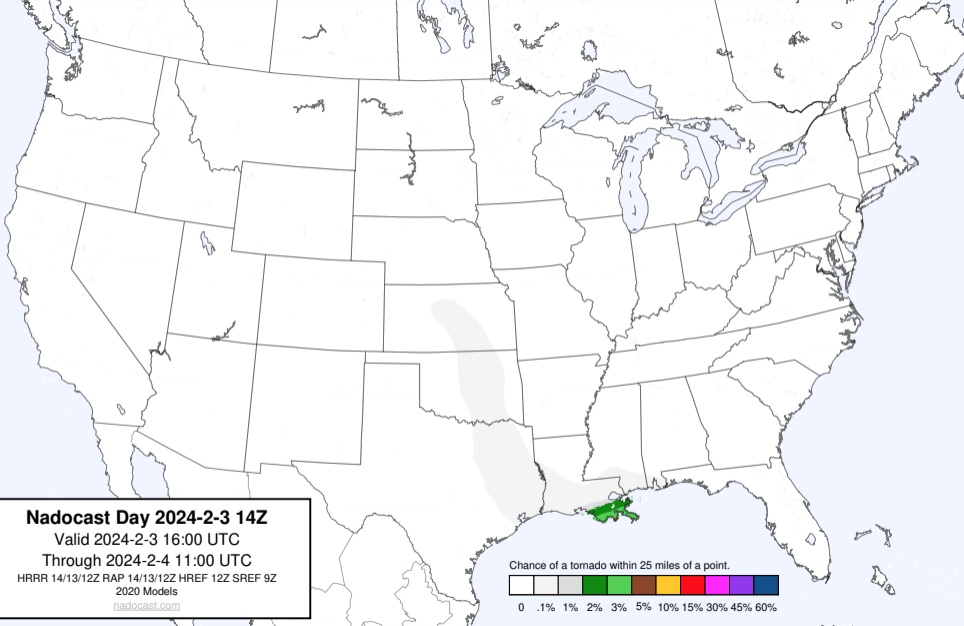 Nadocast Day 2024-2-3 14Z
Valid 2024-2-3 16:00 UTC
Through 2024-2-4 11:00 UTC
HRRR 14/13/12Z RAP 14/13/12Z HREF 12Z SREF 9Z
2020 Models
nadocast.com
Chance of a tornado within 25 miles of a point.
0 .1% 1% 2% 3% 5% 10% 15% 30% 45% 60%